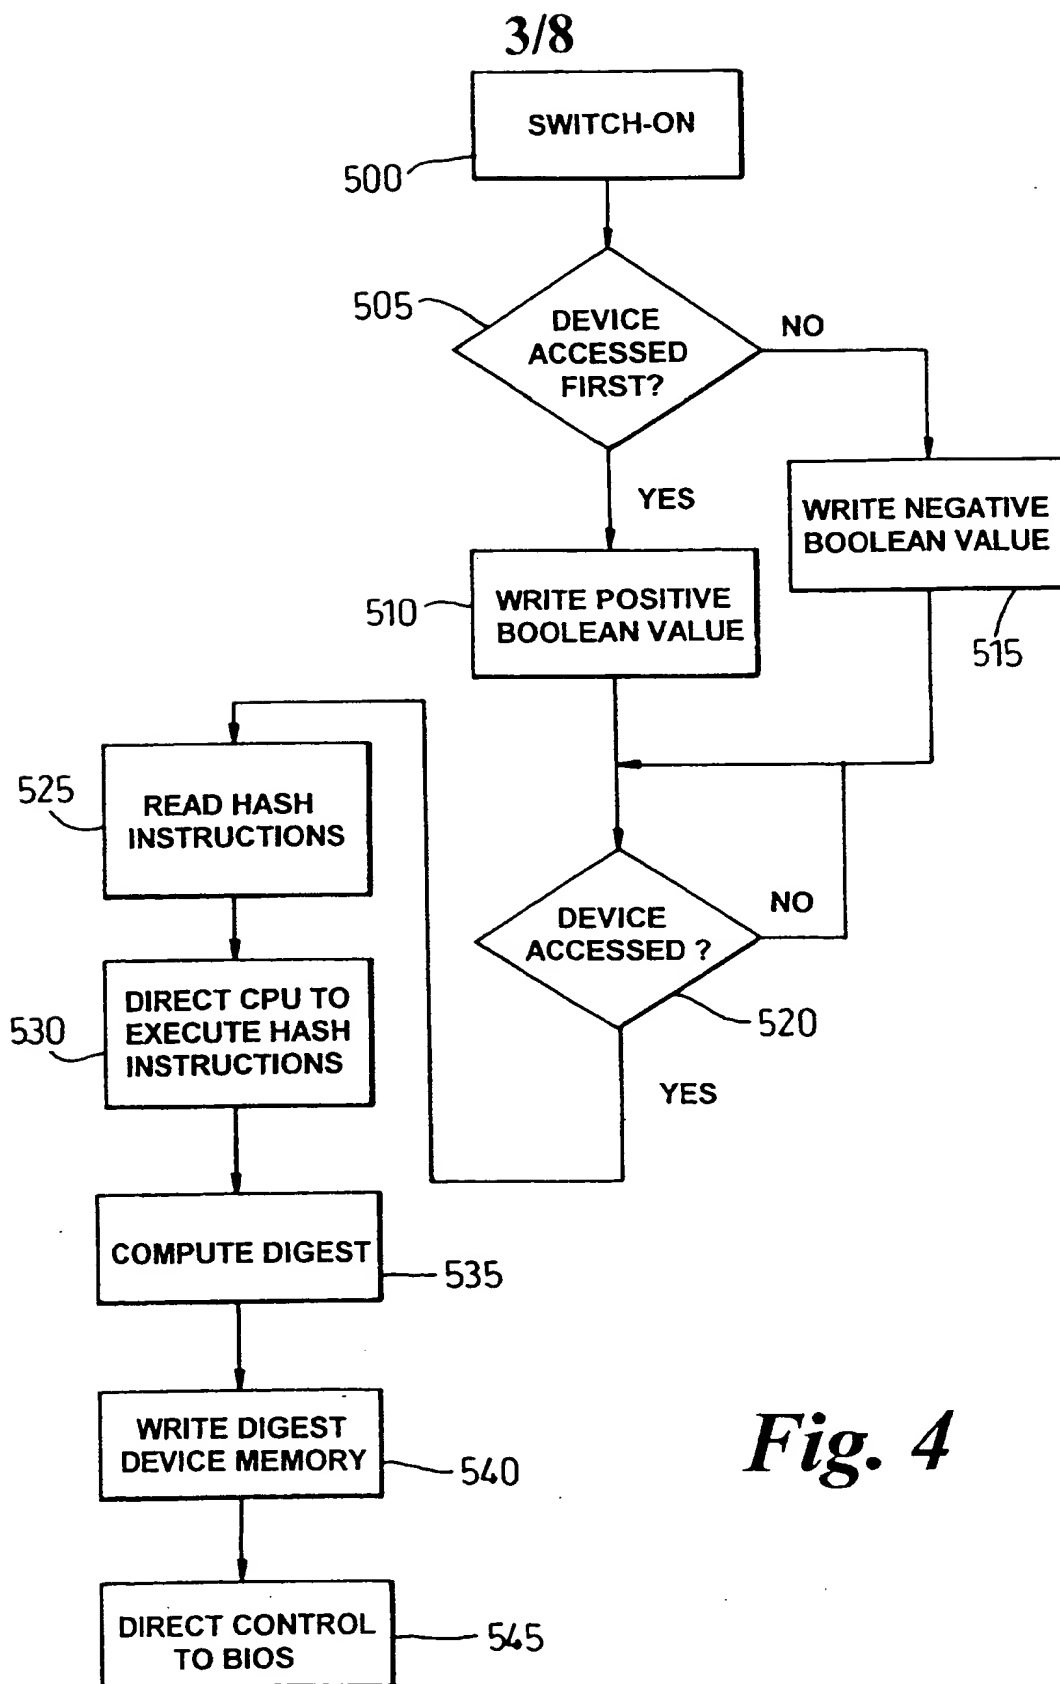 3/8
SWITCH-ON
500
505
DEVICE
ACCESSED
FIRST?
NO
YES
WRITE NEGATIVE
BOOLEAN VALUE
515
510
WRITE POSITIVE
BOOLEAN VALUE
525
READ HASH
INSTRUCTIONS
DEVICE
ACCESSED ?
NO
520
YES
530
DIRECT CPU TO
EXECUTE HASH
INSTRUCTIONS
COMPUTE DIGEST
535
WRITE DIGEST
DEVICE MEMORY
540
Fig. 4
DIRECT CONTROL
TO BIOS
545